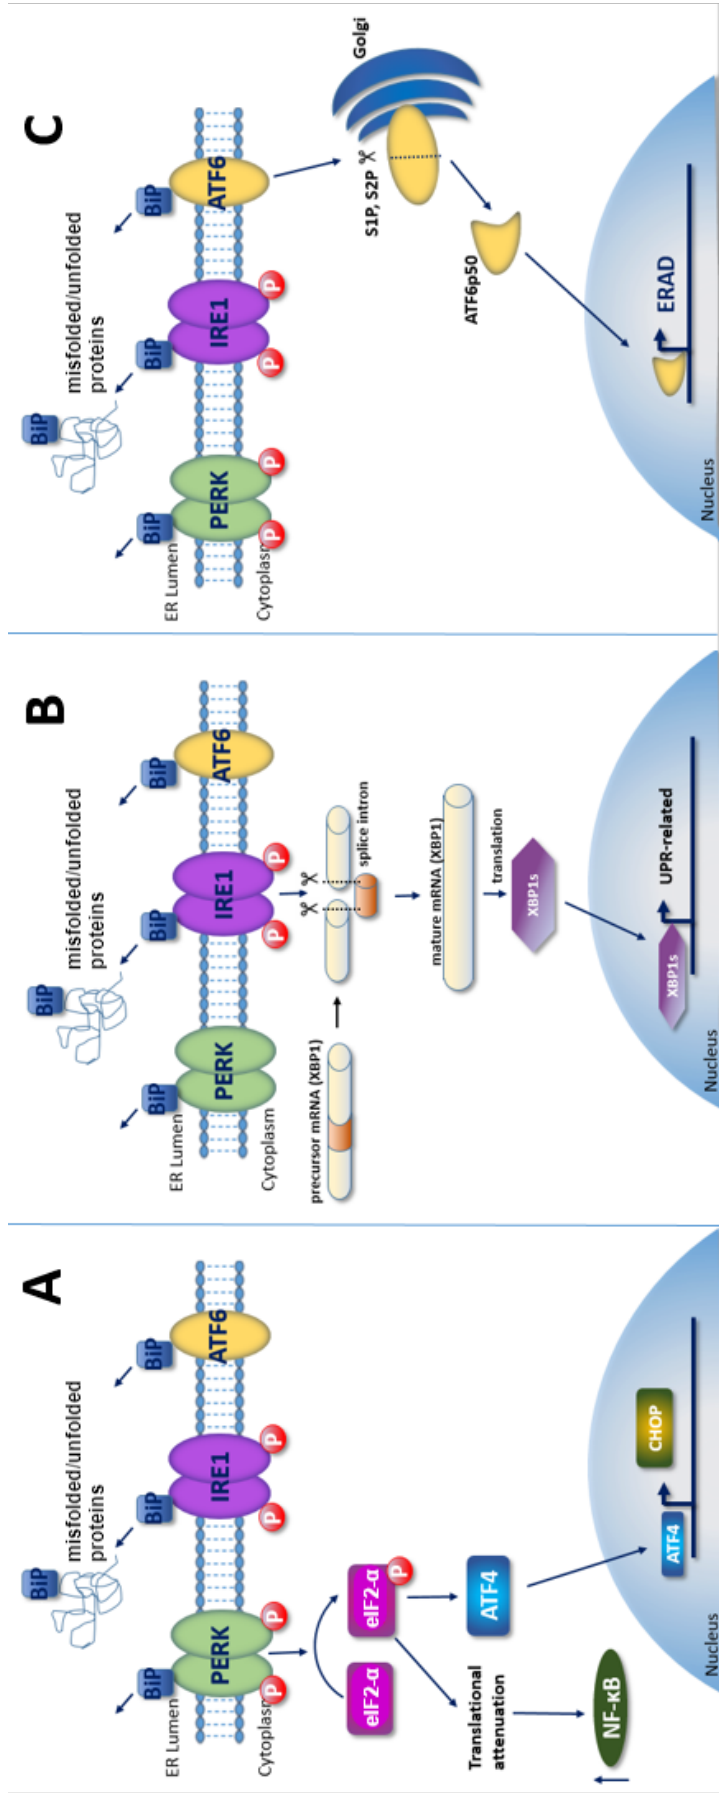 A
BiP
misfolded/unfolded
proteins
BiP
BiP
BiP
ER Lumen
PERK
IRE1
ATF6
Cytoplasm
P
P
P
P
eIF2-α
eIF2-α
P
Translational
attenuation
ATF4
NF-κB
ATF4
CHOP
Nucleus
B
BiP
misfolded/unfolded
proteins
BiP
BiP
BiP
ER Lumen
PERK
IRE1
ATF6
Cytoplasm
P
P
precursor mRNA (XBP1)
splice intron
mature mRNA (XBP1)
translation
XBP1s
XBP1s
UPR-related
Nucleus
C
BiP
misfolded/unfolded
proteins
BiP
BiP
BiP
ER Lumen
PERK
IRE1
ATF6
Cytoplasm
P
P
P
P
Golgi
S1P, S2P
ATF6p50
ERAD
Nucleus